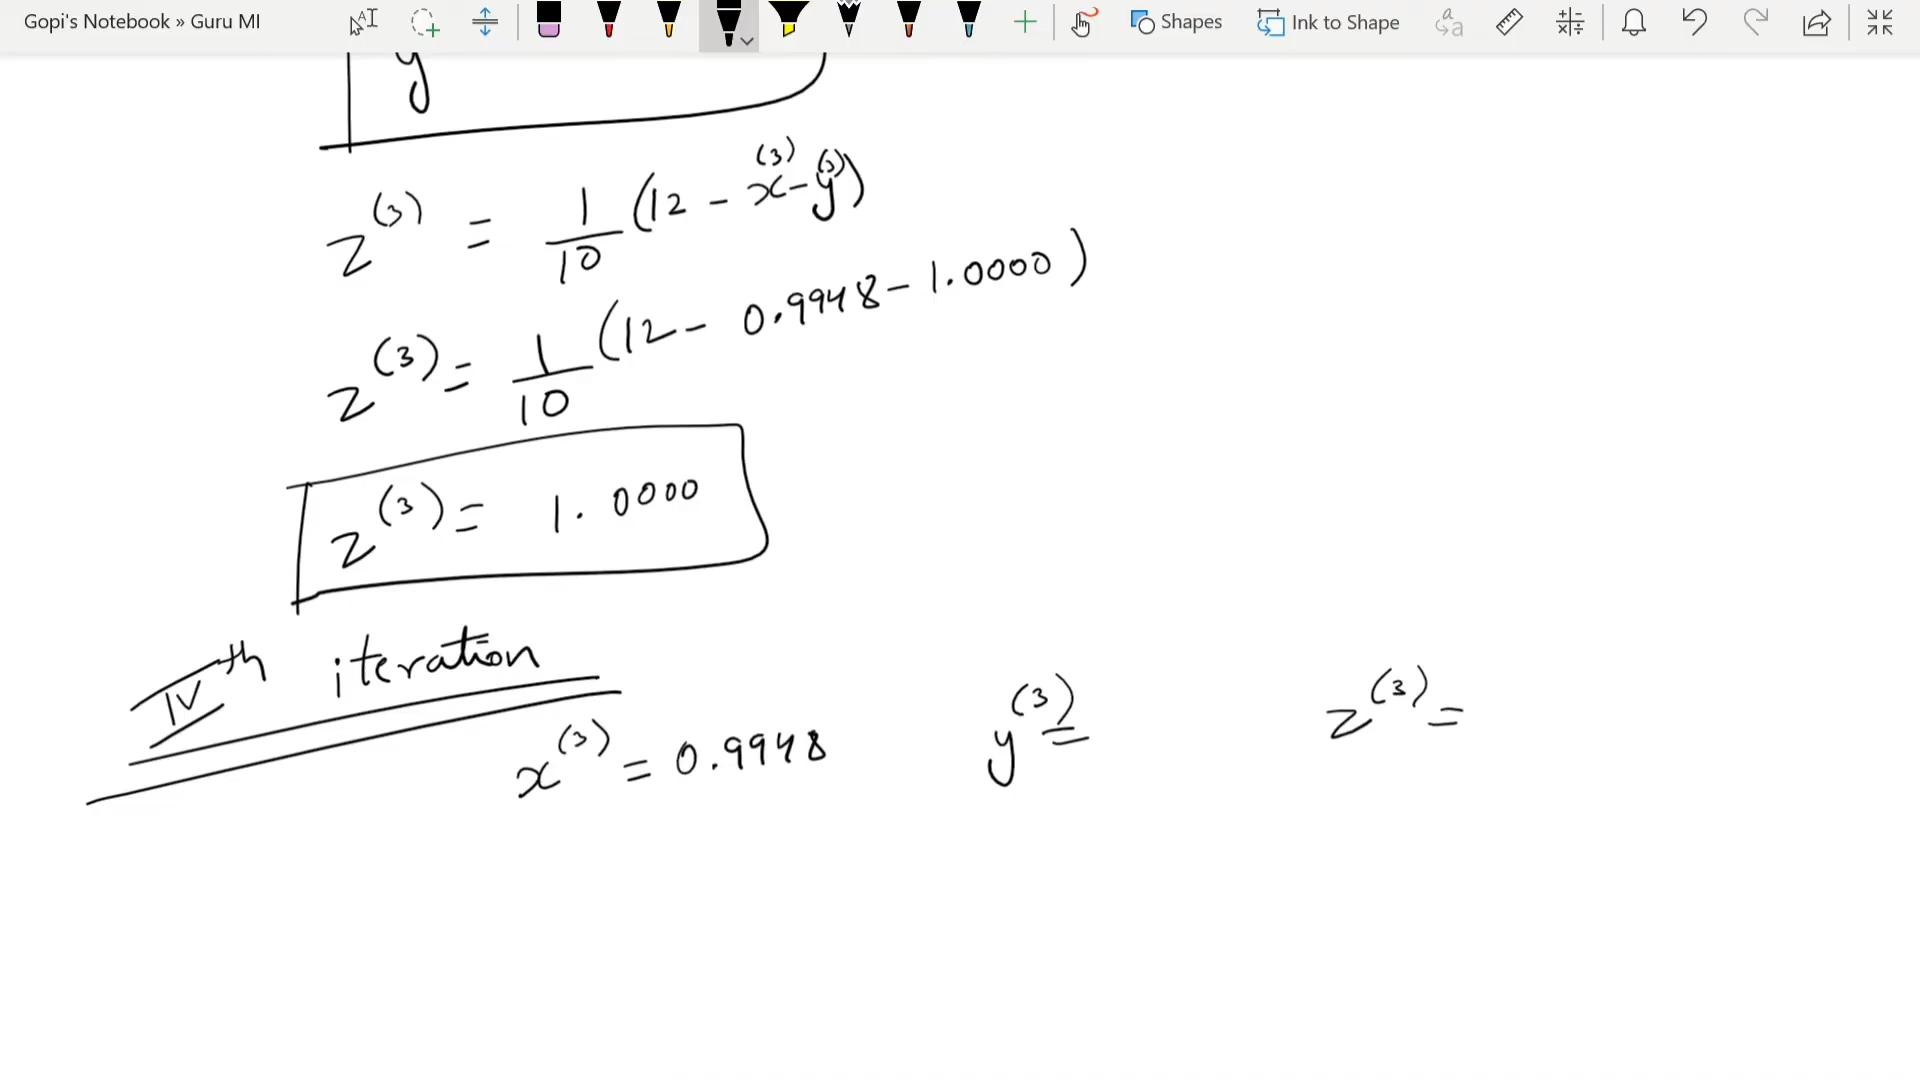 Gopi's Notebook » Guru MI
Shapes
Ink to Shape
y
z^(3) = 1/10 (12 - x^(3) - y^(3))
z^(3) = 1/10 (12 - 0.9948 - 1.0000)
z^(3) = 1.0000
IV^th iteration
x^(3) = 0.9948 y^(3) = z^(3) =